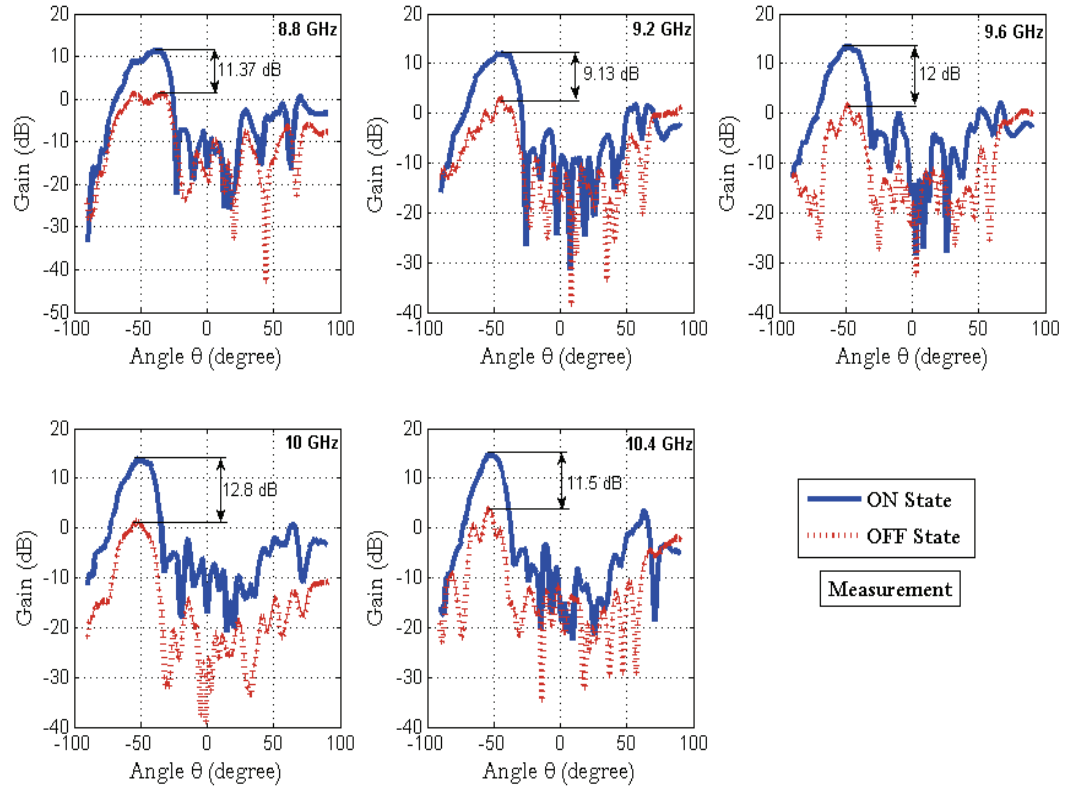 8.8 GHz
20
10
0
-10
-20
-30
-40
-50
-100
-50
0
50
100
11.37 dB
Gain (dB)
Angle θ (degree)
9.2 GHz
20
10
0
-10
-20
-30
-40
-100
-50
0
50
100
9.13 dB
Gain (dB)
Angle θ (degree)
9.6 GHz
20
10
0
-10
-20
-30
-40
-100
-50
0
50
100
12 dB
Gain (dB)
Angle θ (degree)
10 GHz
20
10
0
-10
-20
-30
-40
-100
-50
0
50
100
12.8 dB
Gain (dB)
Angle θ (degree)
10.4 GHz
20
10
0
-10
-20
-30
-40
-100
-50
0
50
100
11.5 dB
Gain (dB)
Angle θ (degree)
ON State
OFF State
Measurement